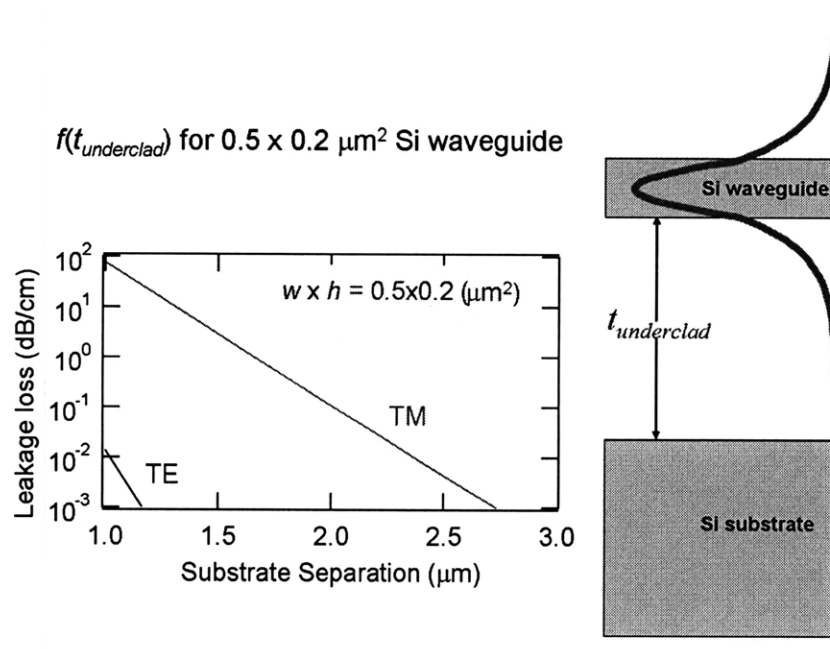 f(t_underclad) for 0.5 x 0.2 μm² Si waveguide
Si waveguide
10²
10¹
10⁰
10⁻¹
10⁻²
10⁻³
Leakage loss (dB/cm)
w x h = 0.5x0.2 (μm²)
TM
TE
t_underclad
1.0 1.5 2.0 2.5 3.0
Substrate Separation (μm)
Si substrate